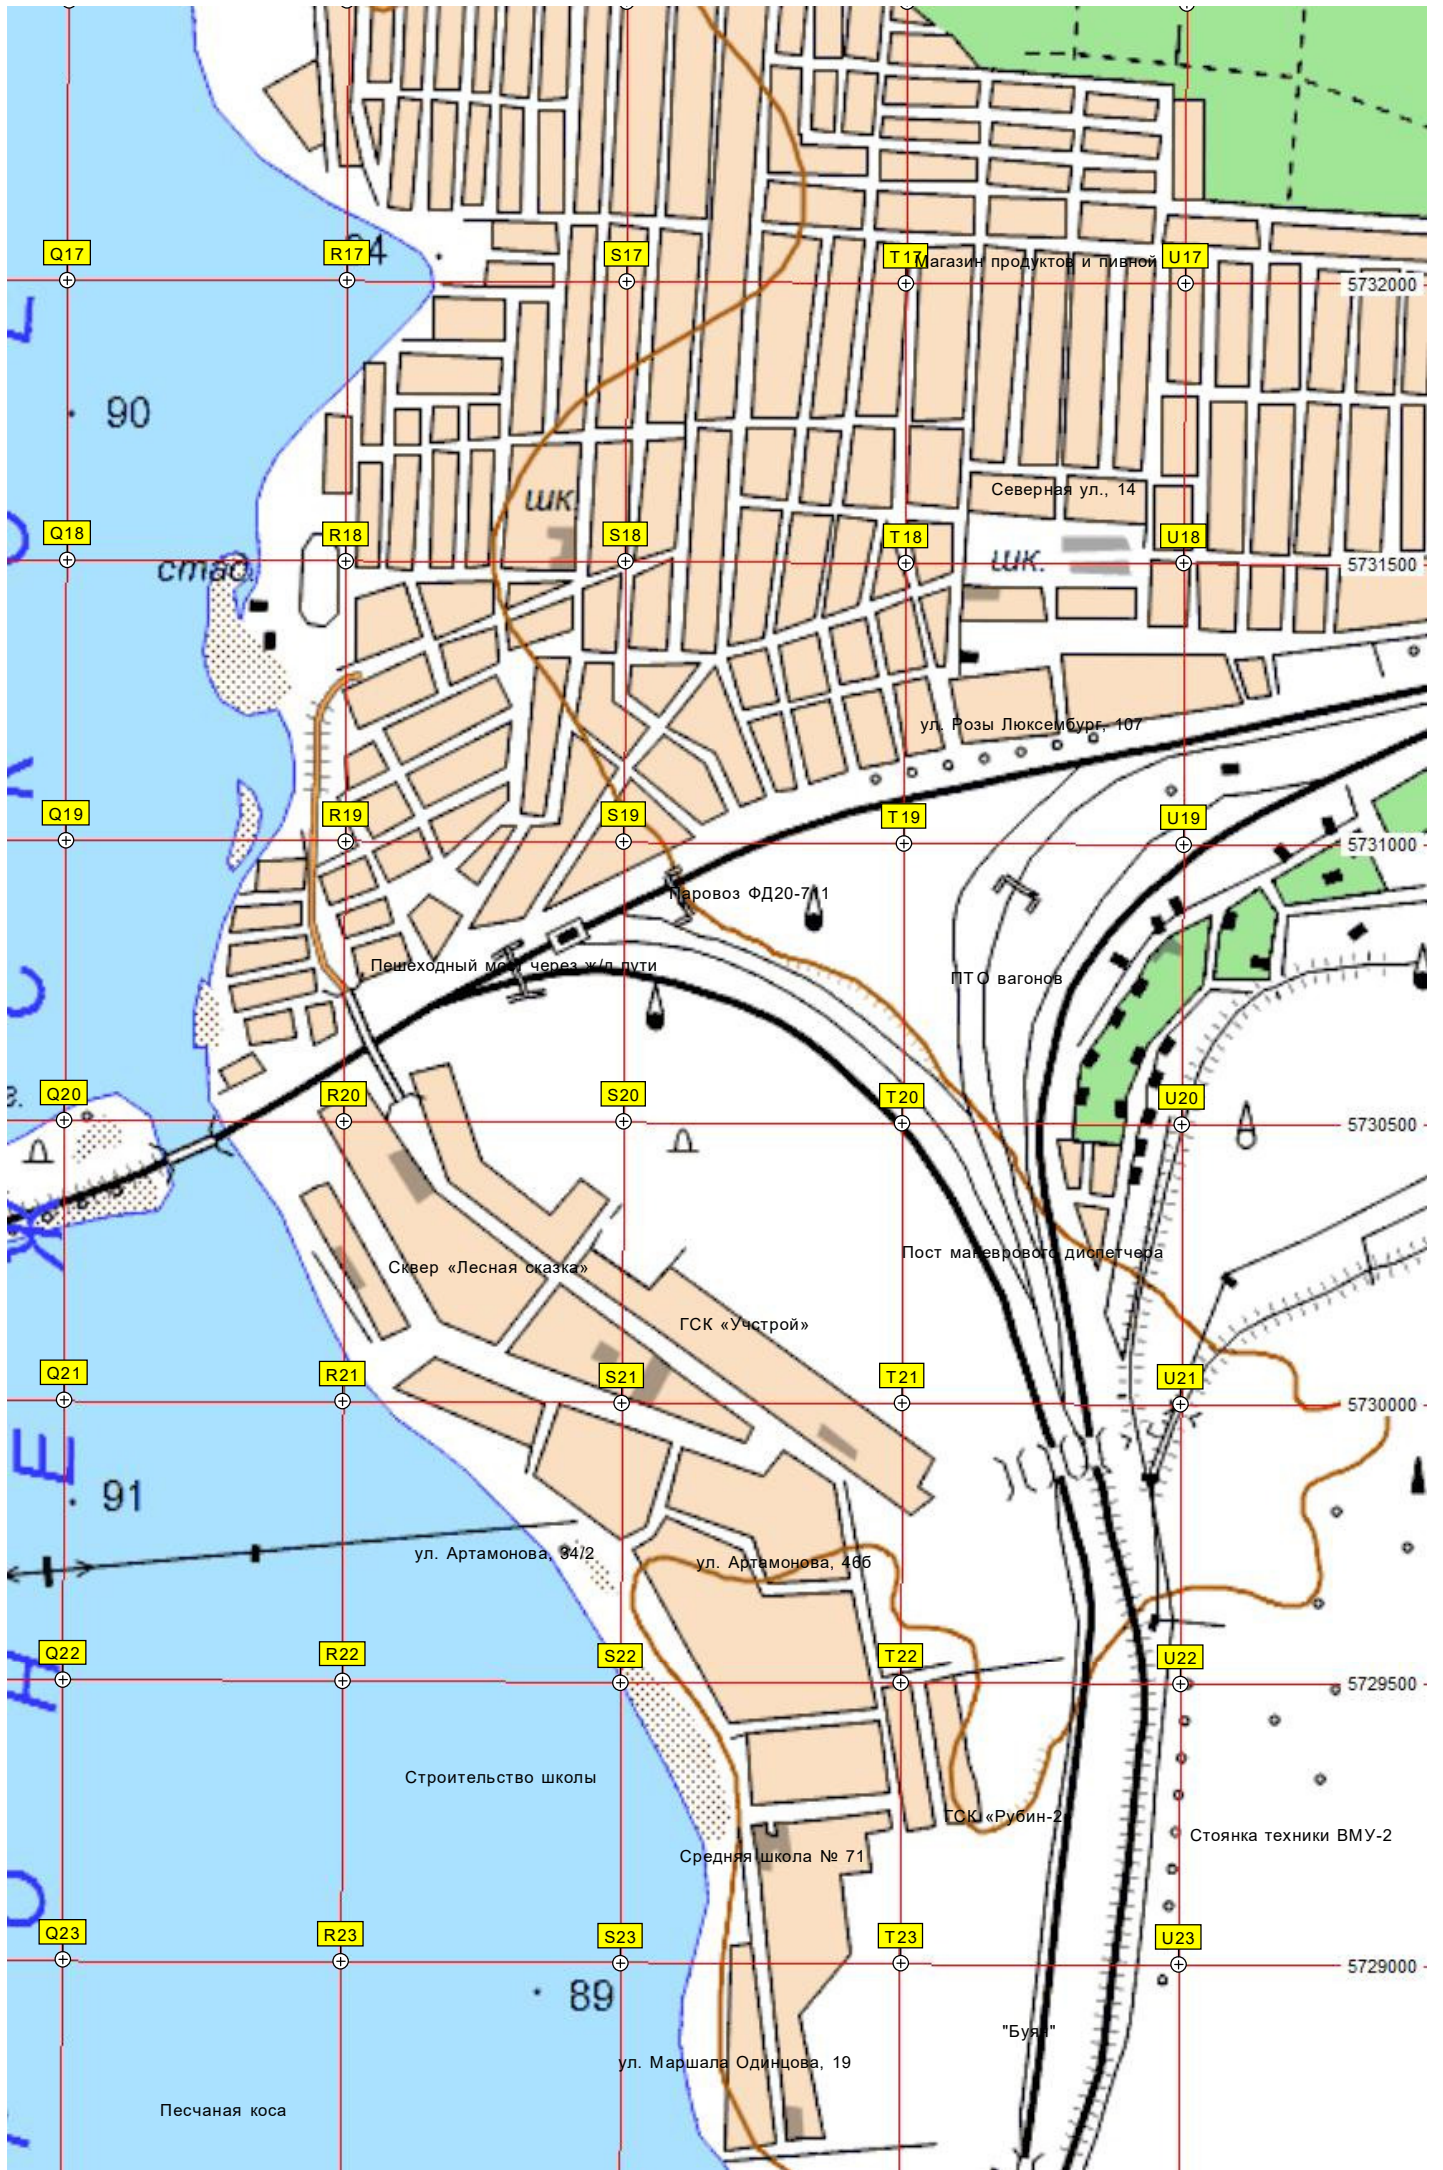 Q17
R17
S17
T17
Магазин продуктов и пивной
U17
5732000
90
шк.
Северная ул., 14
Q18
R18
S18
T18
U18
стад.
шк.
5731500
ул. Розы Люксембург, 107
Q19
R19
S19
T19
U19
5731000
Паровоз ФД20-711
Пешеходный мост через ж/д пути
ПТО вагонов
Q20
R20
S20
T20
U20
5730500
Пост маневрового диспетчера
Сквер «Лесная сказка»
ГСК «Учстрой»
Q21
R21
S21
T21
U21
5730000
91
ул. Артамонова, 34/2
ул. Артамонова, 46б
Q22
R22
S22
T22
U22
5729500
Строительство школы
ГСК «Рубин-2
Стоянка техники ВМУ-2
Средняя школа № 71
Q23
R23
S23
T23
U23
5729000
89
"Буян"
ул. Маршала Одинцова, 19
Песчаная коса